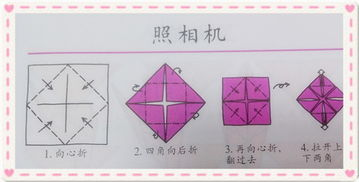 照相机
1. 向心折
2. 四角向后折
3. 再向心折,
翻过去
4. 拉开上
下两角